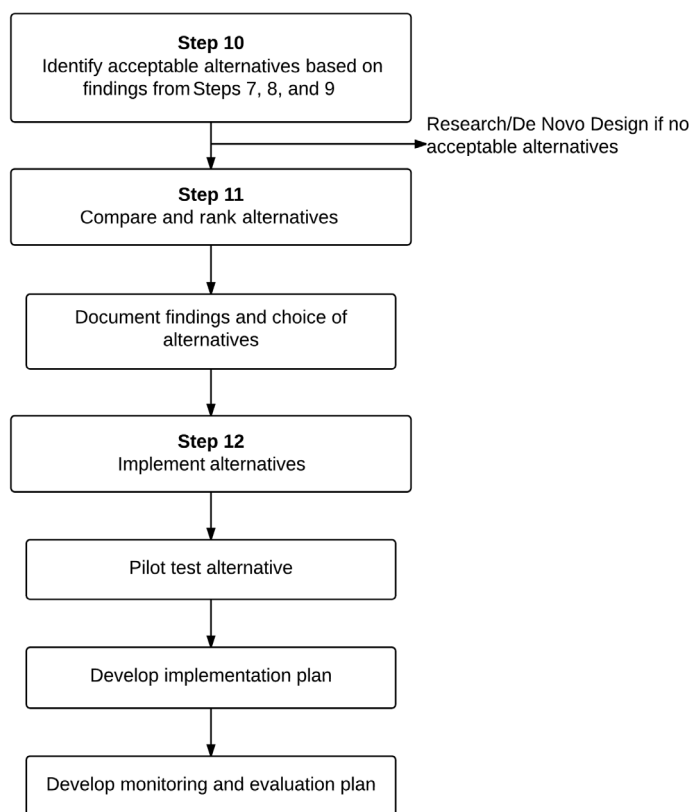 Step 10
Identify acceptable alternatives based on
findings from Steps 7, 8, and 9
Research/De Novo Design if no
acceptable alternatives
Step 11
Compare and rank alternatives
Document findings and choice of
alternatives
Step 12
Implement alternatives
Pilot test alternative
Develop implementation plan
Develop monitoring and evaluation plan